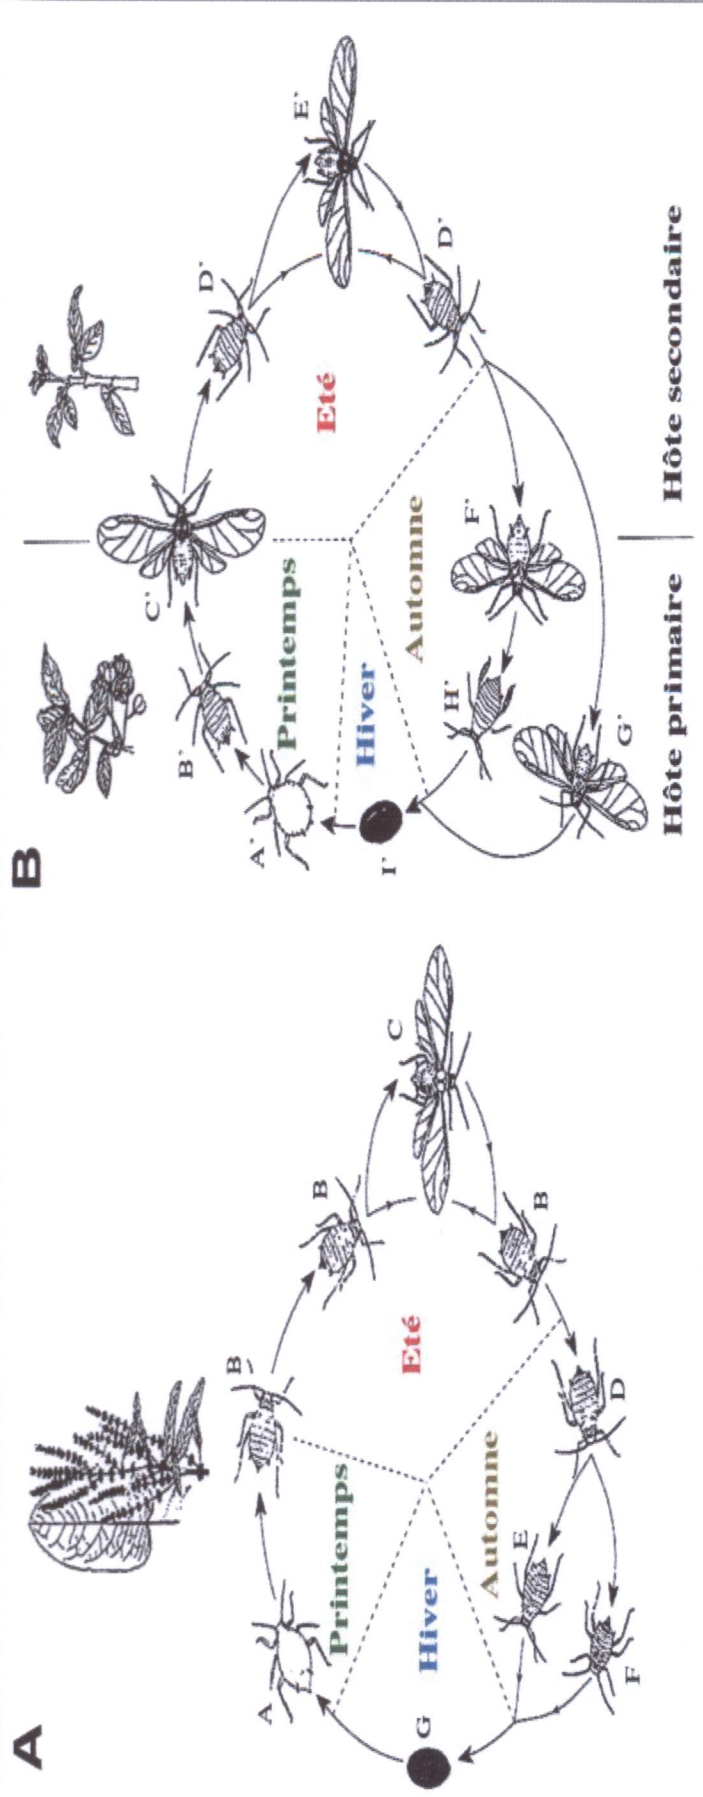 A
A
B
B
C
B
D
E
F
G
Printemps
Eté
Automne
Hiver
B
A'
B'
C'
D'
E'
D'
F'
G'
H'
I'
Printemps
Eté
Automne
Hiver
Hôte primaire
Hôte secondaire